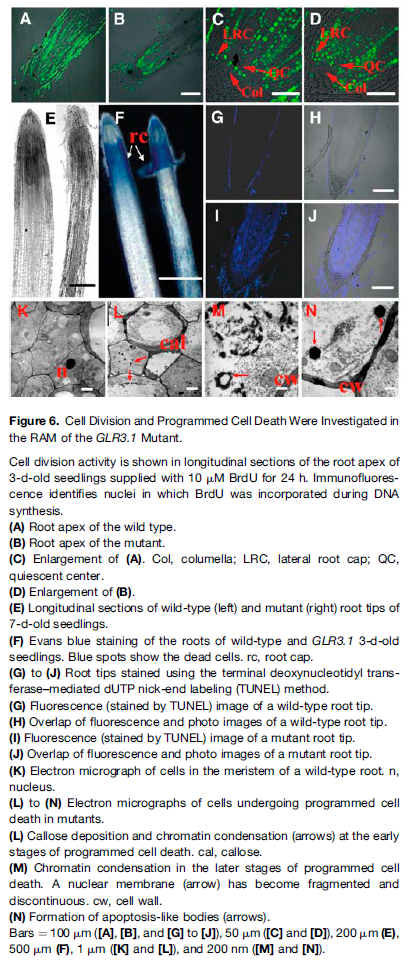 A
B
C
LRC
QC
Col
D
LRC
QC
Col
E
F
rc
G
H
I
J
K
n
L
cal
M
cw
N
cw
Figure 6. Cell Division and Programmed Cell Death Were Investigated in
the RAM of the GLR3.1 Mutant.
Cell division activity is shown in longitudinal sections of the root apex of
3-d-old seedlings supplied with 10 μM BrdU for 24 h. Immunofluores-
cence identifies nuclei in which BrdU was incorporated during DNA
synthesis.
(A) Root apex of the wild type.
(B) Root apex of the mutant.
(C) Enlargement of (A). Col, columella; LRC, lateral root cap; QC,
quiescent center.
(D) Enlargement of (B).
(E) Longitudinal sections of wild-type (left) and mutant (right) root tips of
7-d-old seedlings.
(F) Evans blue staining of the roots of wild-type and GLR3.1 3-d-old
seedlings. Blue spots show the dead cells. rc, root cap.
(G) to (J) Root tips stained using the terminal deoxynucleotidyl trans-
ferase–mediated dUTP nick-end labeling (TUNEL) method.
(G) Fluorescence (stained by TUNEL) image of a wild-type root tip.
(H) Overlap of fluorescence and photo images of a wild-type root tip.
(I) Fluorescence (stained by TUNEL) image of a mutant root tip.
(J) Overlap of fluorescence and photo images of a mutant root tip.
(K) Electron micrograph of cells in the meristem of a wild-type root. n,
nucleus.
(L) to (N) Electron micrographs of cells undergoing programmed cell
death in mutants.
(L) Callose deposition and chromatin condensation (arrows) at the early
stages of programmed cell death. cal, callose.
(M) Chromatin condensation in the later stages of programmed cell
death. A nuclear membrane (arrow) has become fragmented and
discontinuous. cw, cell wall.
(N) Formation of apoptosis-like bodies (arrows).
Bars = 100 μm ([A], [B], and [G] to [J]), 50 μm ([C] and [D]), 200 μm (E),
500 μm (F), 1 μm ([K] and [L]), and 200 nm ([M] and [N]).